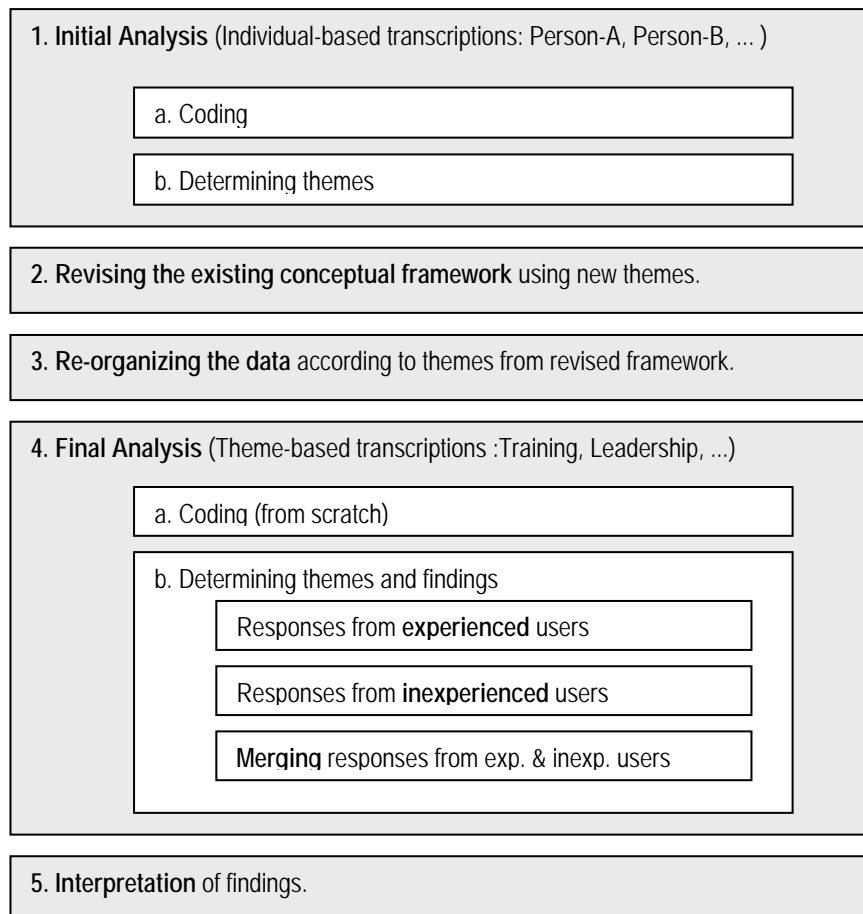 1. Initial Analysis (Individual-based transcriptions: Person-A, Person-B, ... )
a. Coding
b. Determining themes
2. Revising the existing conceptual framework using new themes.
3. Re-organizing the data according to themes from revised framework.
4. Final Analysis (Theme-based transcriptions :Training, Leadership, ...)
a. Coding (from scratch)
b. Determining themes and findings
Responses from experienced users
Responses from inexperienced users
Merging responses from exp. & inexp. users
5. Interpretation of findings.